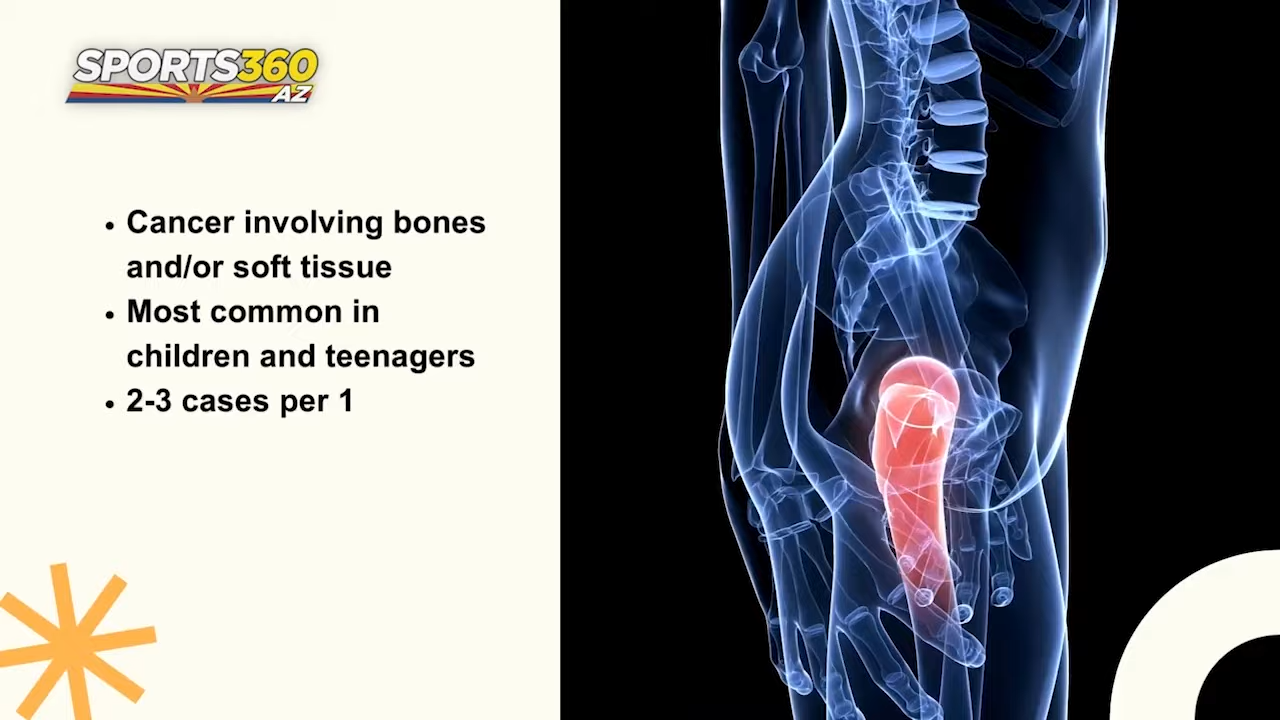 SPORTS360
AZ
• Cancer involving bones
and/or soft tissue
• Most common in
children and teenagers
• 2-3 cases per 1